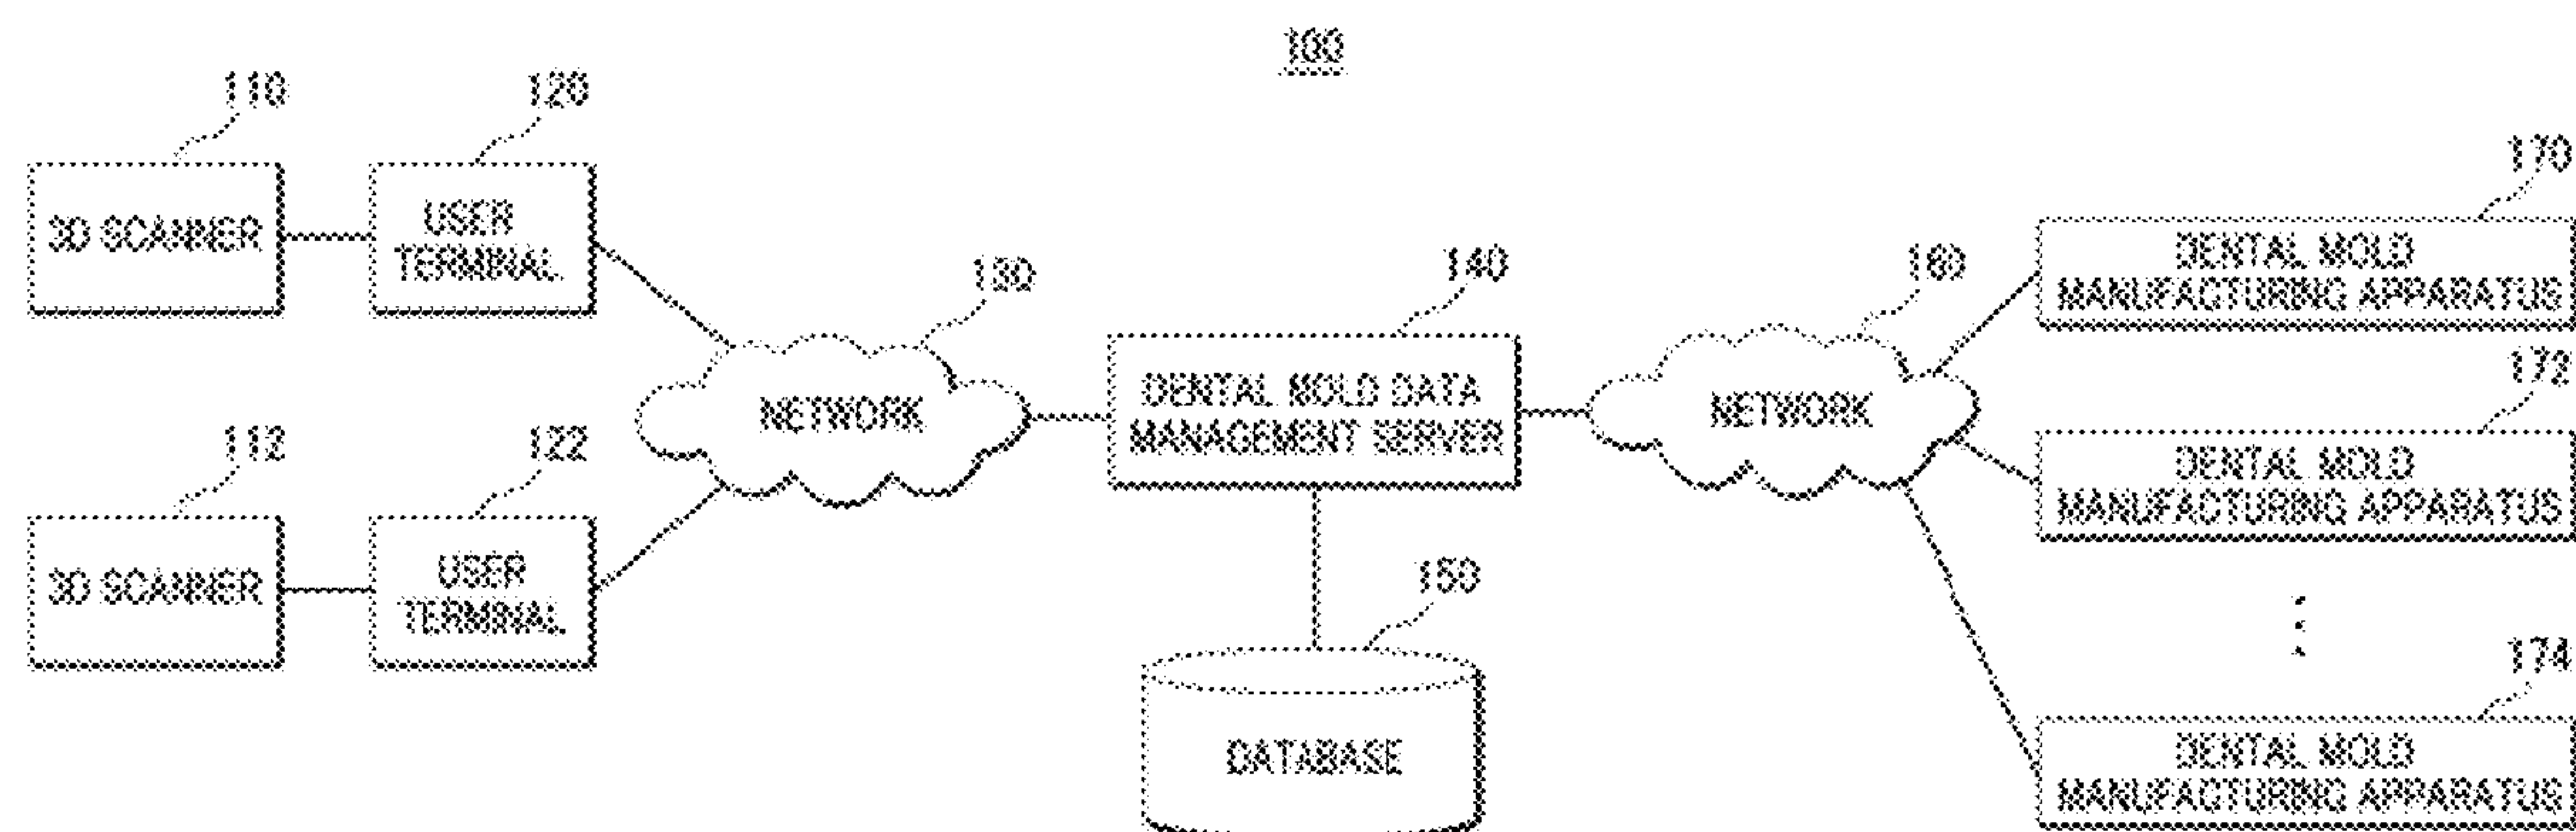 100
110
120
170
3D SCANNER
USER
TERMINAL
DENTAL MOLD
MANUFACTURING APPARATUS
130
140
160
172
NETWORK
DENTAL MOLD DATA
MANAGEMENT SERVER
NETWORK
DENTAL MOLD
MANUFACTURING APPARATUS
112
122
3D SCANNER
USER
TERMINAL
150
DATABASE
174
DENTAL MOLD
MANUFACTURING APPARATUS